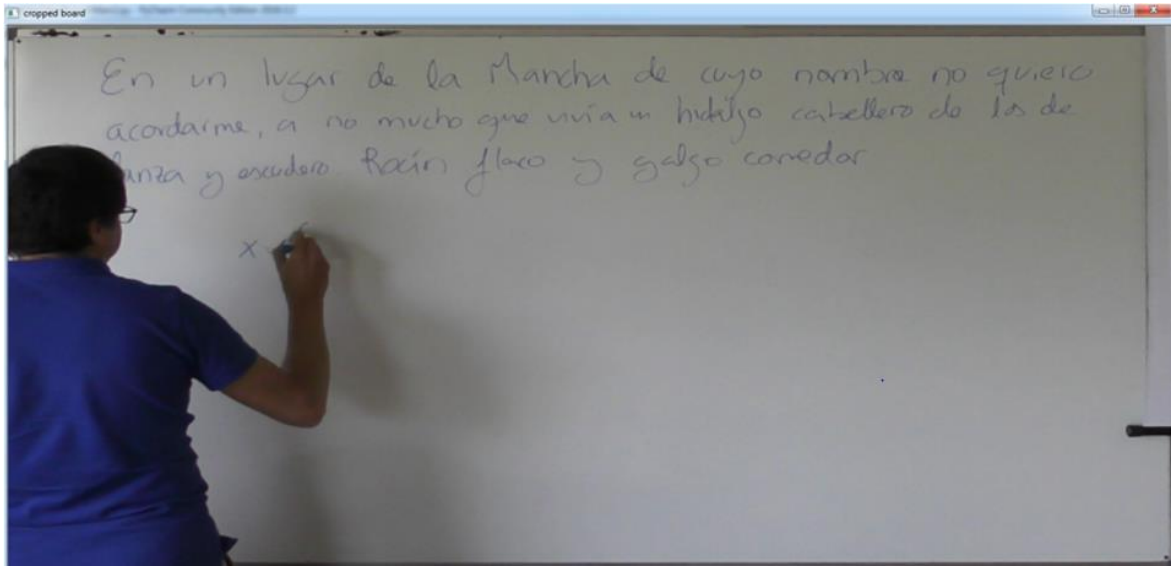 cropped board
En un lugar de la Mancha de cuyo nombre no quiero
acordarme, a no mucho que vivía un hidalgo caballero de los de
lanza y escudero Rocín flaco y galgo corredor
x